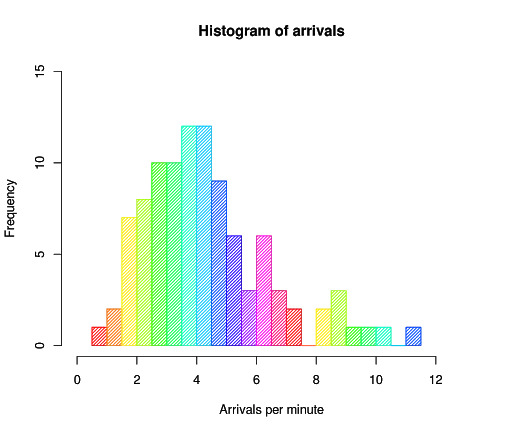 Histogram of arrivals
15
10
5
0
Frequency
0 2 4 6 8 10 12
Arrivals per minute